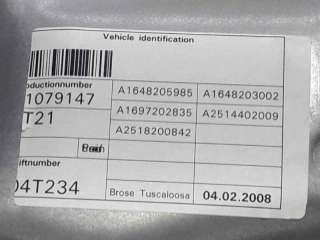 Vehicle identification
oductionnumber
1079147
T21
A1648205985 A1648203002
A1697202835 A2514402009
A2518200842
iftnumber
04T234
Brose Tuscaloosa 04.02.2008